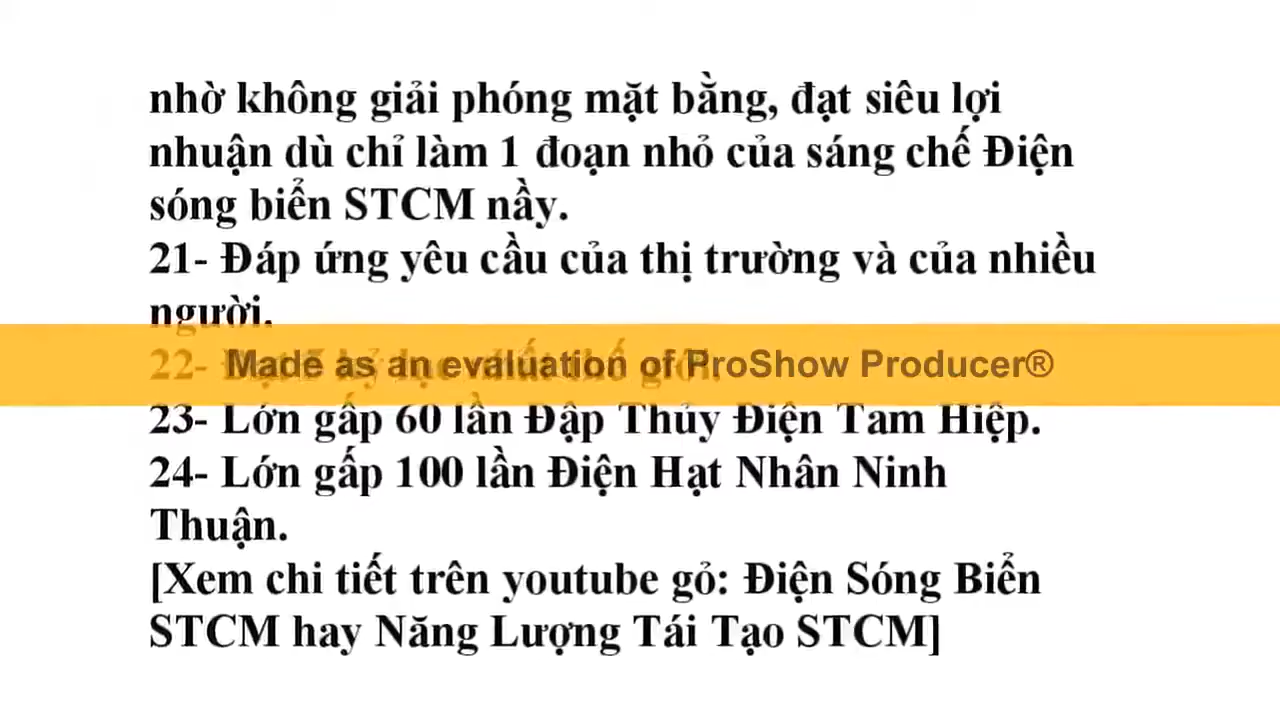 nhờ không giải phóng mặt bằng, đạt siêu lợi
nhuận dù chỉ làm 1 đoạn nhỏ của sáng chế Điện
sóng biển STCM nầy.
21- Đáp ứng yêu cầu của thị trường và của nhiều
người.
22- nhất thế giới.
Made as an evaluation of ProShow Producer®
23- Lớn gấp 60 lần Đập Thủy Điện Tam Hiệp.
24- Lớn gấp 100 lần Điện Hạt Nhân Ninh
Thuận.
[Xem chi tiết trên youtube gỏ: Điện Sóng Biển
STCM hay Năng Lượng Tái Tạo STCM]